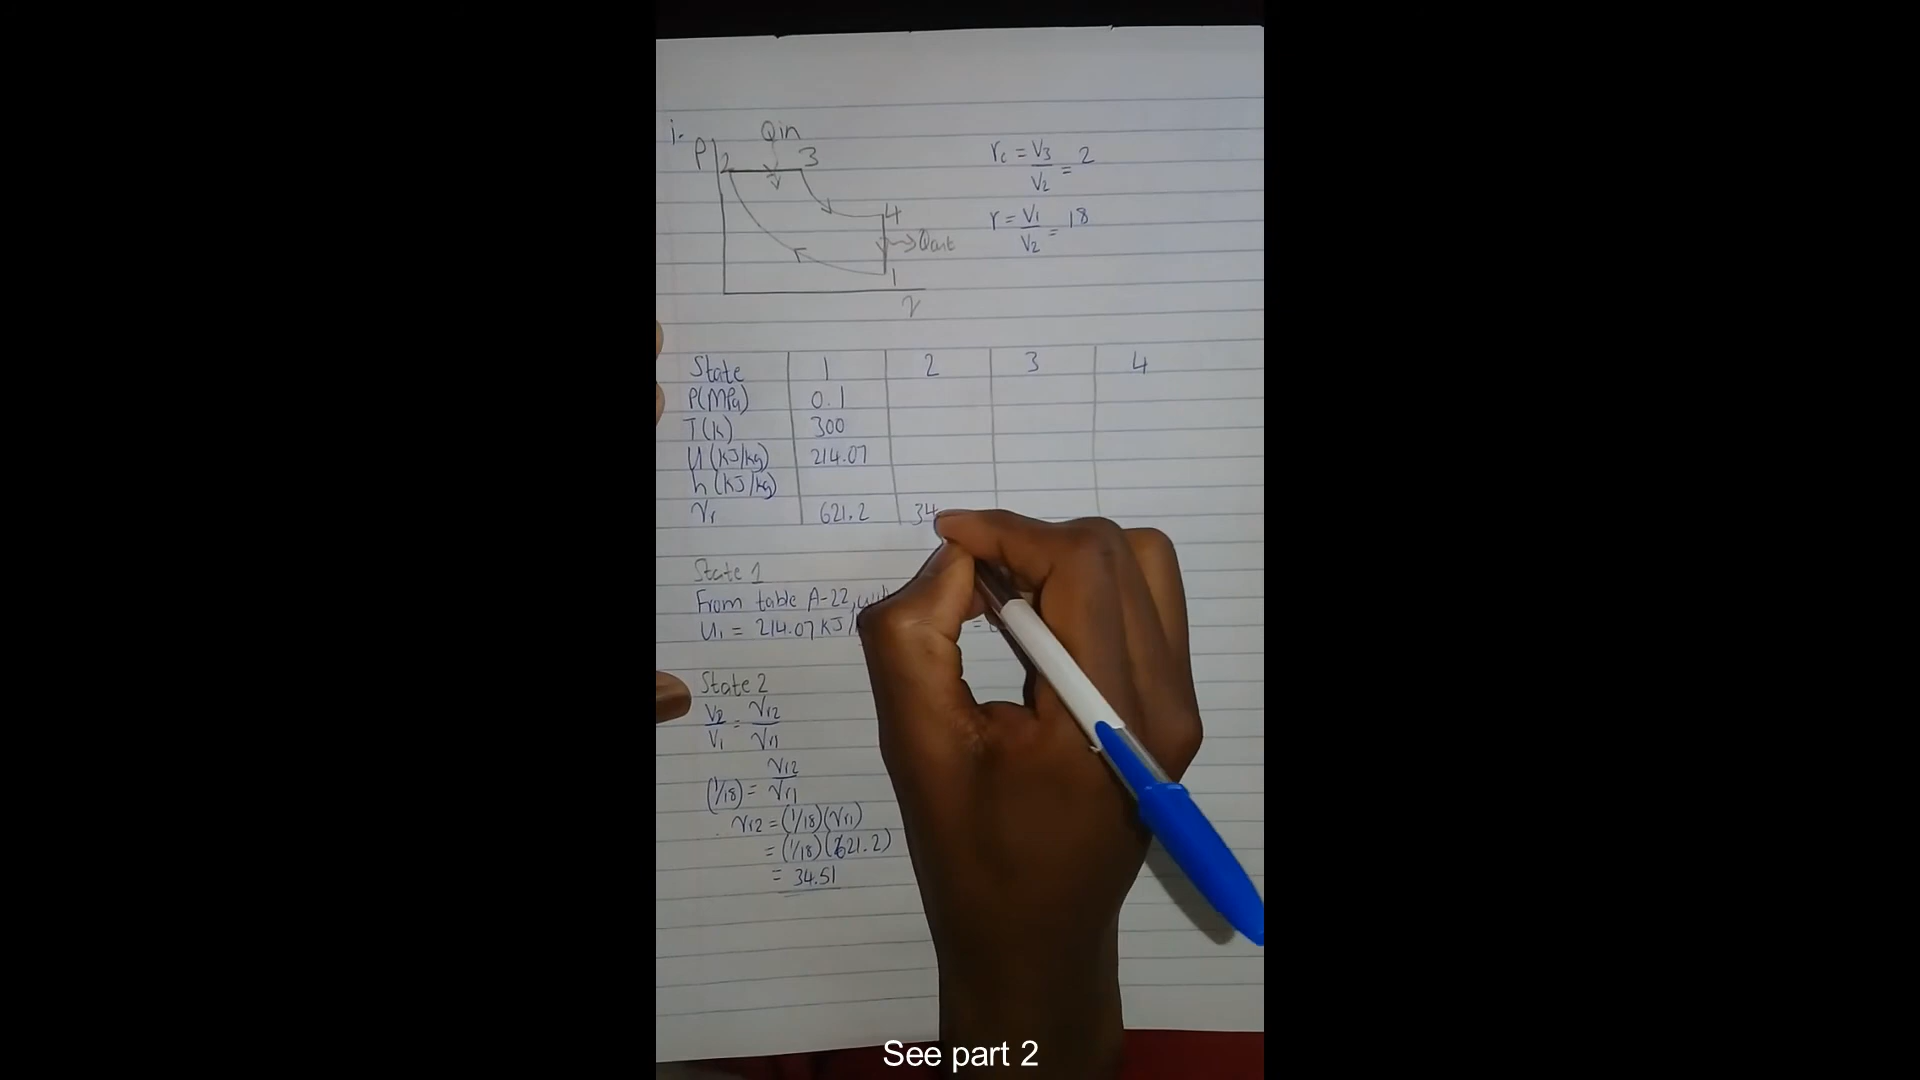 i.
Qin
P
2
3
4
Qout
1
v
rc = V3/V2 = 2
r = V1/V2 = 18
State 1 2 3 4
P(MPa) 0.1
T(K) 300
U(KJ/kg) 214.07
h(KJ/kg)
Vr 621.2 34
State 1
From table A-22,
U1 = 214.07 KJ/ =
State 2
V2/V1 = Vr2/Vr1
(1/18) = Vr2/Vr1
Vr2 = (1/18)(Vr1)
= (1/18)(621.2)
= 34.51
See part 2